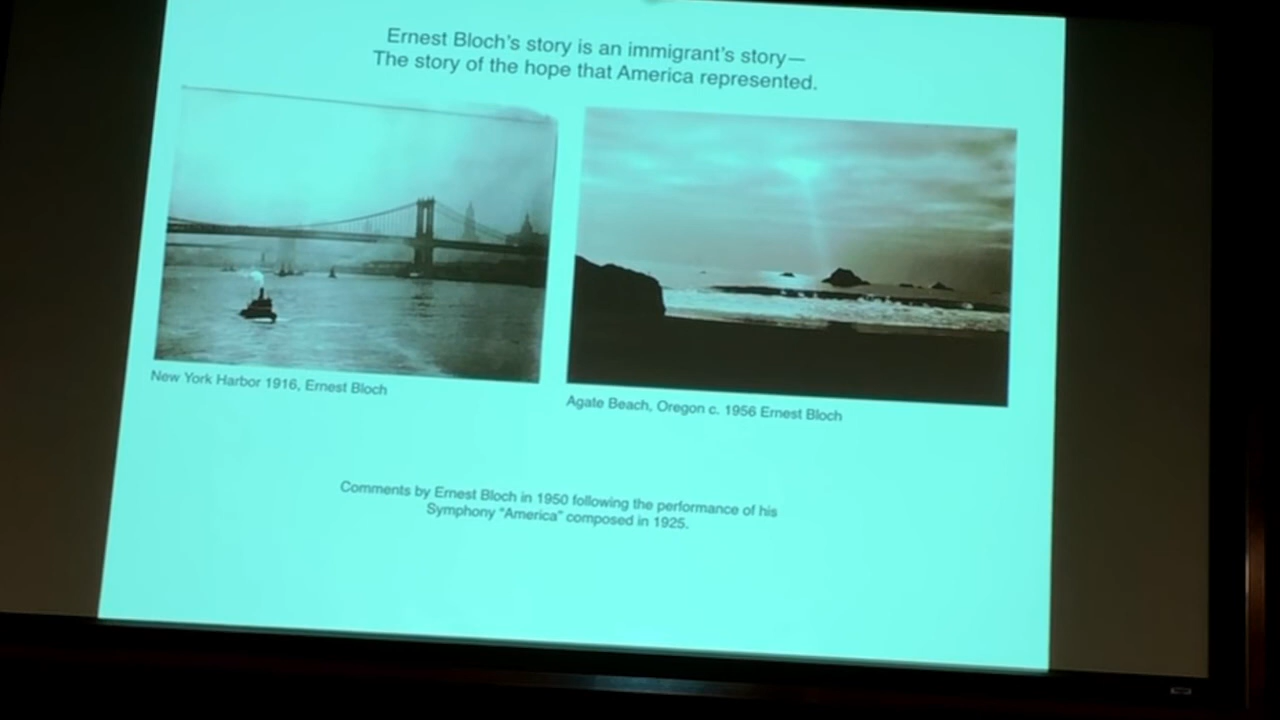 Ernest Bloch's story is an immigrant's story—
The story of the hope that America represented.
New York Harbor 1916, Ernest Bloch
Agate Beach, Oregon c. 1956 Ernest Bloch
Comments by Ernest Bloch in 1950 following the performance of his
Symphony "America" composed in 1925.